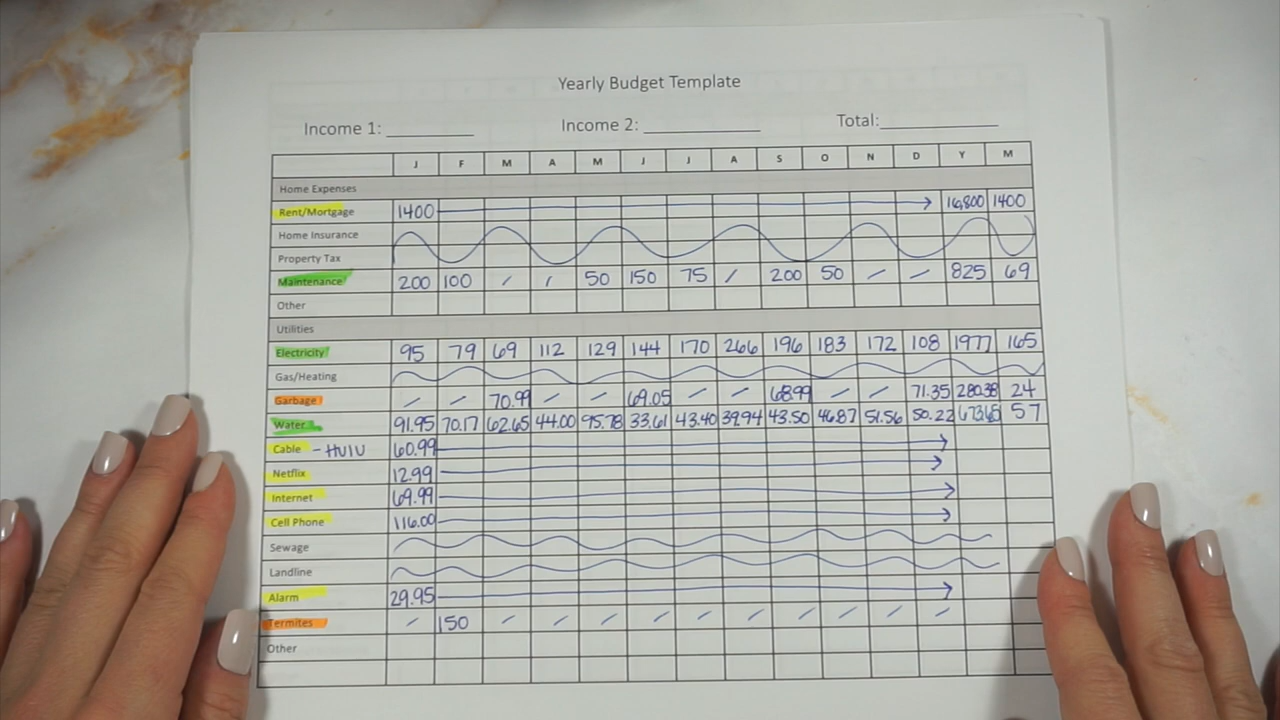 Yearly Budget Template
Income 1: __________ Income 2: ______________ Total:______________
J F M A M J J A S O N D Y M
Home Expenses
Rent/Mortgage 1400 16,800 1400
Home Insurance
Property Tax
Maintenance 200 100 / / 50 150 75 / 200 50 / / 825 69
Other
Utilities
Electricity 95 79 69 112 129 144 170 266 196 183 172 108 1977 165
Gas/Heating
Garbage / / 70.99 / / 69.05 / / 68.99 / / 71.35 280.38 24
Water 91.95 70.17 62.65 44.00 95.78 33.61 43.40 39.94 43.50 46.87 51.56 50.22 57
Cable - HULU 60.99
Netflix 12.99
Internet 69.99
Cell Phone 116.00
Sewage
Landline
Alarm 29.95
Termites / 150 / / / / / / / / / /
Other